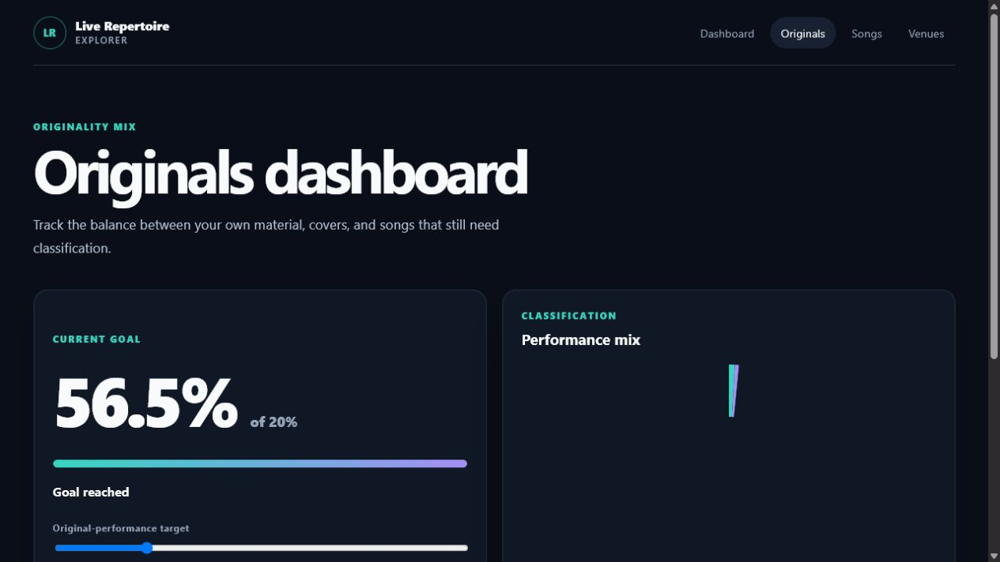 LR
Live Repertoire
EXPLORER
Dashboard
Originals
Songs
Venues
ORIGINALITY MIX
Originals dashboard
Track the balance between your own material, covers, and songs that still need
classification.
CURRENT GOAL
56.5% of 20%
Goal reached
Original-performance target
CLASSIFICATION
Performance mix